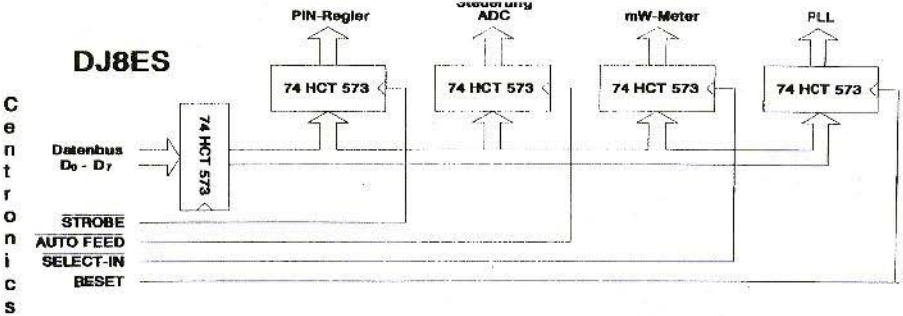 PIN-Regler
Steuerung
ADC
mW-Meter
PLL
DJ8ES
74 HCT 573
74 HCT 573
74 HCT 573
74 HCT 573
Centronics
74 HCT 573
Datenbus
D0 - D7
STROBE
AUTO FEED
SELECT-IN
RESET